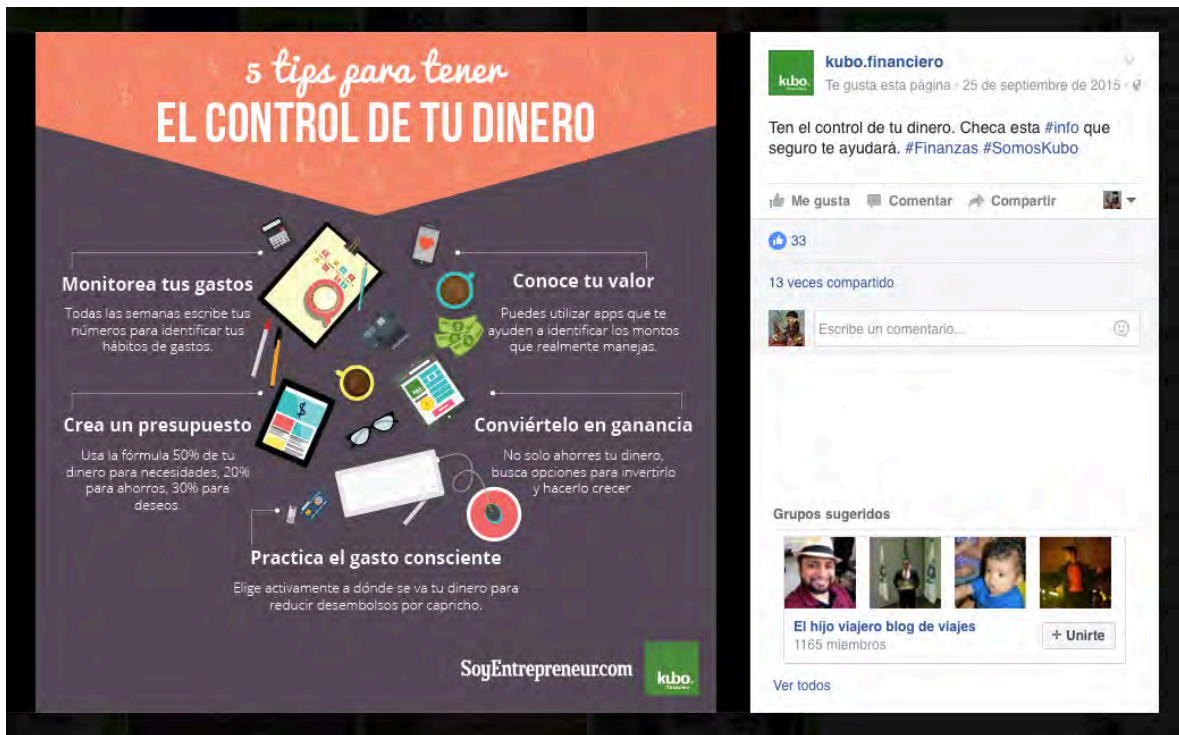 5 tips para tener
EL CONTROL DE TU DINERO
Monitorea tus gastos
Todas las semanas escribe tus
números para identificar tus
hábitos de gastos.
Conoce tu valor
Puedes utilizar apps que te
ayuden a identificar los montos
que realmente manejas.
Crea un presupuesto
Usa la fórmula 50% de tu
dinero para necesidades, 20%
para ahorros, 30% para
deseos.
Conviértelo en ganancia
No solo ahorres tu dinero,
busca opciones para invertirlo
y hacerlo crecer.
Practica el gasto consciente
Elige activamente a dónde se va tu dinero para
reducir desembolsos por capricho.
SoyEntrepreneur.com
kubo.
financiero
kubo.
financiero
kubo.financiero
Te gusta esta página · 25 de septiembre de 2015 ·
Ten el control de tu dinero. Checa esta #info que
seguro te ayudará. #Finanzas #SomosKubo
Me gusta Comentar Compartir
33
13 veces compartido
Escribe un comentario...
Grupos sugeridos
El hijo viajero blog de viajes
1165 miembros
+ Unirte
Ver todos